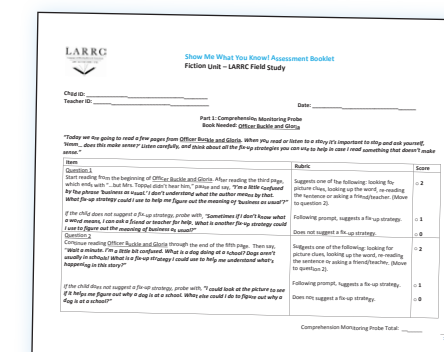 LARRC
Show Me What You Know! Assessment Booklet
Fiction Unit – LARRC Field Study
Child ID:
Teacher ID:
Date:
Part 1: Comprehension Monitoring Probe
Book Needed: Officer Buckle and Gloria
"Today we are going to read a few pages from Officer Buckle and Gloria. When you read or listen to a story it's important to stop and ask yourself,
'Hmm... does this make sense?' Listen carefully, and think about all the fix-up strategies you can use to help in case I read something that doesn't make
sense."
Item Rubric Score
Question 1
Start reading from the beginning of Officer Buckle and Gloria. After reading the third page,
which ends with "...but Mrs. Toppel didn't hear him," pause and say, "I'm a little confused
by the phrase 'business as usual.' I don't understand what the author means by that.
What fix-up strategy could I use to help me figure out the meaning of "business as usual?"
Suggests one of the following: looking for
picture clues, looking up the word, re-reading
the sentence or asking a friend/teacher. (Move
to question 2).
○ 2
If the child does not suggest a fix-up strategy, probe with, "Sometimes if I don't know what
a word means, I can ask a friend or teacher for help. What is another fix-up strategy could
I use to figure out the meaning of business as usual?"
Following prompt, suggests a fix-up strategy.
○ 1
Does not suggest a fix-up strategy.
○ 0
Question 2
Continue reading Officer Buckle and Gloria through the end of the fifth page. Then say,
"Wait a minute. I'm a little bit confused. What is a dog doing at a school? Dogs aren't
usually in schools! What is a fix-up strategy I could use to help me understand what's
happening in this story?"
Suggests one of the following: looking for
picture clues, looking up the word, re-reading
the sentence or asking a friend/teacher. (Move
to question 2).
○ 2
If the child does not suggest a fix-up strategy, probe with, "I could look at the picture to see
if it helps me figure out why a dog is at a school. What else could I do to figure out why a
dog is at a school?"
Following prompt, suggests a fix-up strategy.
○ 1
Does not suggest a fix-up strategy.
○ 0
Comprehension Monitoring Probe Total: